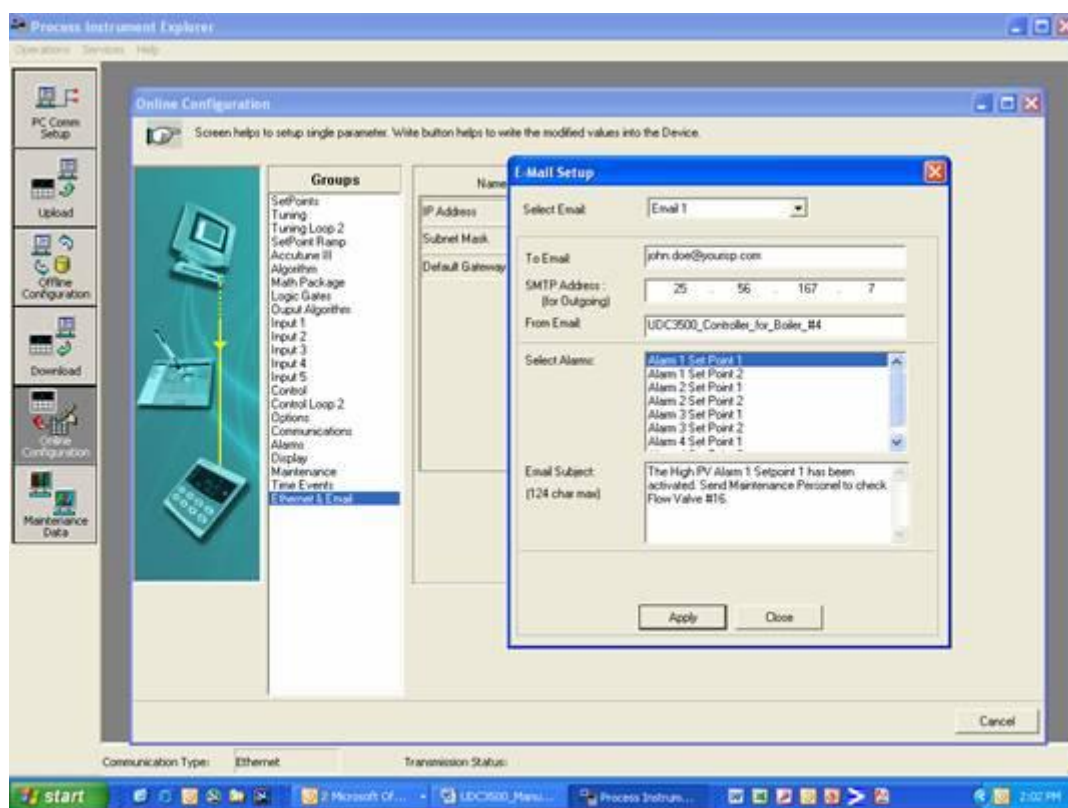 Process Instrument Explorer
Operations Services Help
PC Comm
Setup
Upload
Offline
Configuration
Download
Online
Configuration
Maintenance
Data
Online Configuration
Screen helps to setup single parameter. Write button helps to write the modified values into the Device.
Groups
SetPoints
Tuning
Tuning Loop 2
SetPoint Ramp
Accutune III
Algorithm
Math Package
Logic Gates
Ouput Algorithm
Input 1
Input 2
Input 3
Input 4
Input 5
Control
Control Loop 2
Options
Communications
Alarms
Display
Maintenance
Time Events
Ethernet & Email
Name
IP Address
Subnet Mask
Default Gateway
E-Mail Setup
Select Email: Email 1
To Email: john.doe@yourisp.com
SMTP Address : 25 . 56 . 167 . 7
(for Outgoing)
From Email: UDC3500_Controller_for_Boiler_#4
Select Alarms: Alarm 1 Set Point 1
Alarm 1 Set Point 2
Alarm 2 Set Point 1
Alarm 2 Set Point 2
Alarm 3 Set Point 1
Alarm 3 Set Point 2
Alarm 4 Set Point 1
Email Subject: The High PV Alarm 1 Setpoint 1 has been
(124 char max) activated. Send Maintenance Personel to check
Flow Valve #16.
Apply Close
Cancel
Communication Type: Ethernet Transmission Status:
start 2 Microsoft Of... UDC3500_Manu... Process Instrum... 2:02 PM